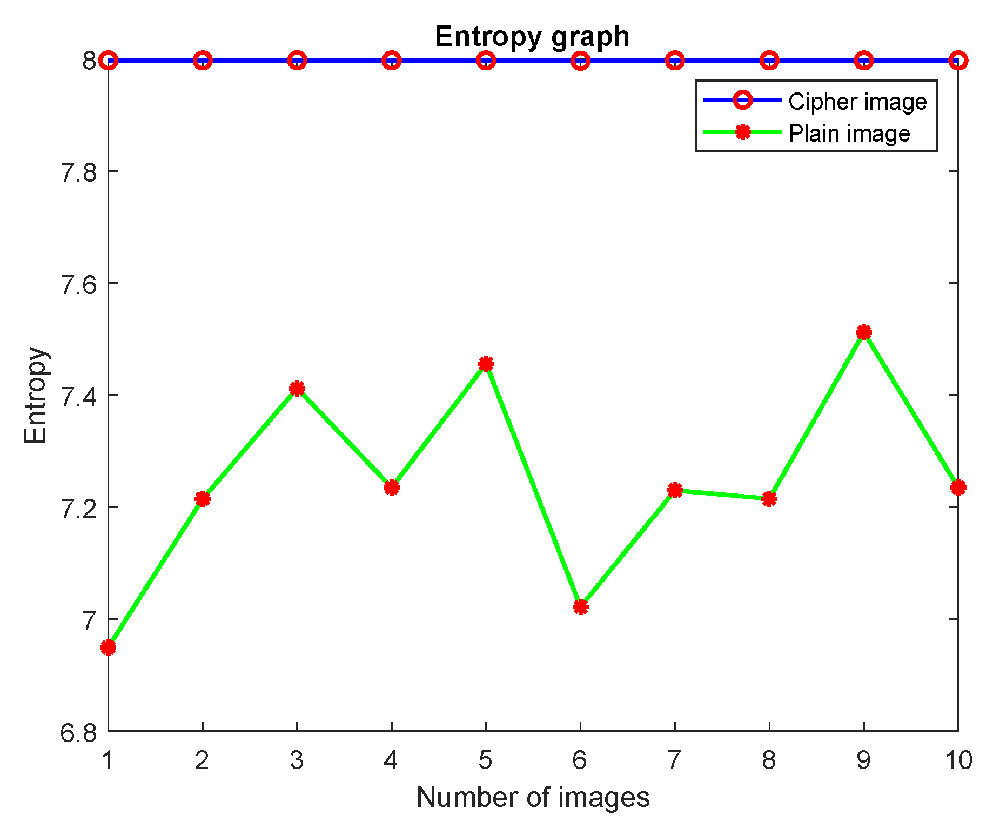 Entropy graph
8
Cipher image
Plain image
7.8
7.6
7.4
7.2
7
6.8
Entropy
1 2 3 4 5 6 7 8 9 10
Number of images